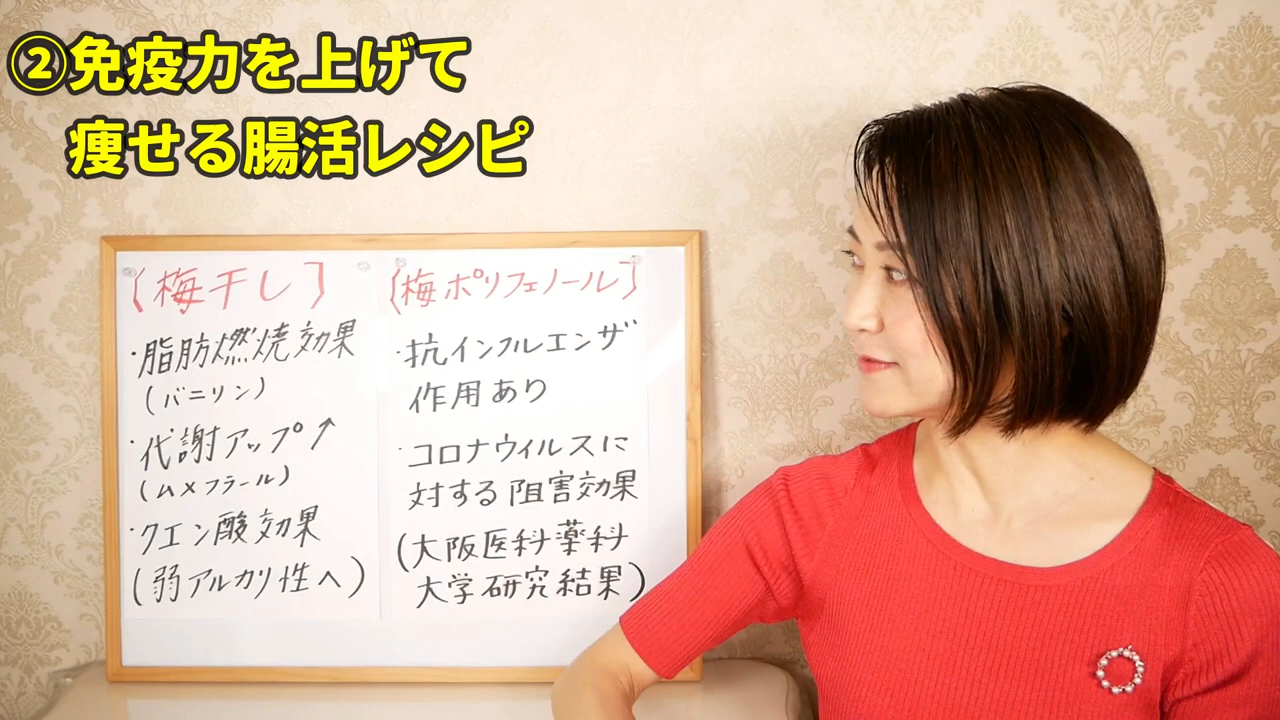 ②免疫力を上げて
痩せる腸活レシピ
〔梅干し〕
・脂肪燃焼効果
(バニリン)
・代謝アップ↑
(ムメフラール)
・クエン酸効果
(弱アルカリ性へ)
〔梅ポリフェノール〕
・抗インフルエンザ
作用あり
・コロナウィルスに
対する阻害効果
(大阪医科薬科
大学研究結果)